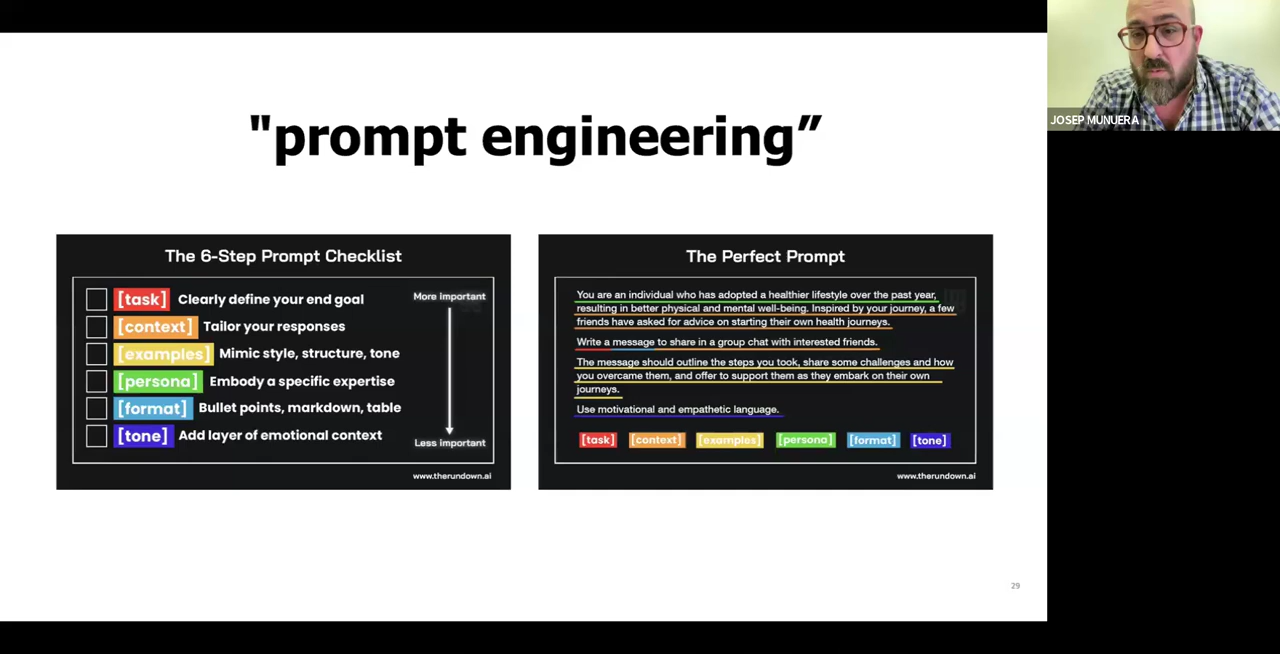 "prompt engineering”
The 6-Step Prompt Checklist
[task] Clearly define your end goal
[context] Tailor your responses
[examples] Mimic style, structure, tone
[persona] Embody a specific expertise
[format] Bullet points, markdown, table
[tone] Add layer of emotional context
More important
Less important
www.therundown.ai
The Perfect Prompt
You are an individual who has adopted a healthier lifestyle over the past year,
resulting in better physical and mental well-being. Inspired by your journey, a few
friends have asked for advice on starting their own health journeys.
Write a message to share in a group chat with interested friends.
The message should outline the steps you took, share some challenges and how
you overcame them, and offer to support them as they embark on their own
journeys.
Use motivational and empathetic language.
[task] [context] [examples] [persona] [format] [tone]
www.therundown.ai
29
JOSEP MUNUERA